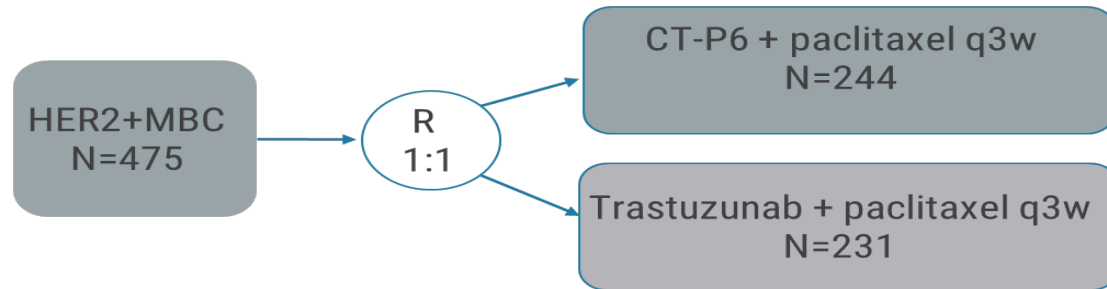 HER2+MBC
N=475
R
1:1
CT-P6 + paclitaxel q3w
N=244
Trastuzunab + paclitaxel q3w
N=231